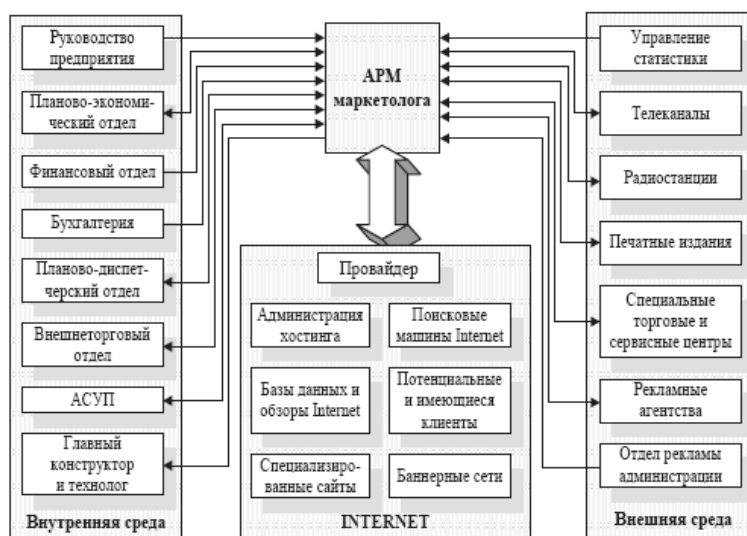 Руководство
предприятия
Планово-экономи-
ческий отдел
Финансовый отдел
Бухгалтерия
Планово-диспет-
черский отдел
Внешнеторговый
отдел
АСУП
Главный
конструктор
и технолог
Внутренняя среда
АРМ
маркетолога
Провайдер
Администрация
хостинга
Поисковые
машины Internet
Базы данных и
обзоры Internet
Потенциальные
и имеющиеся
клиенты
Специализиро-
ванные сайты
Баннерные сети
INTERNET
Управление
статистики
Телеканалы
Радиостанции
Печатные издания
Специальные
торговые и
сервисные центры
Рекламные
агентства
Отдел рекламы
администрации
Внешняя среда